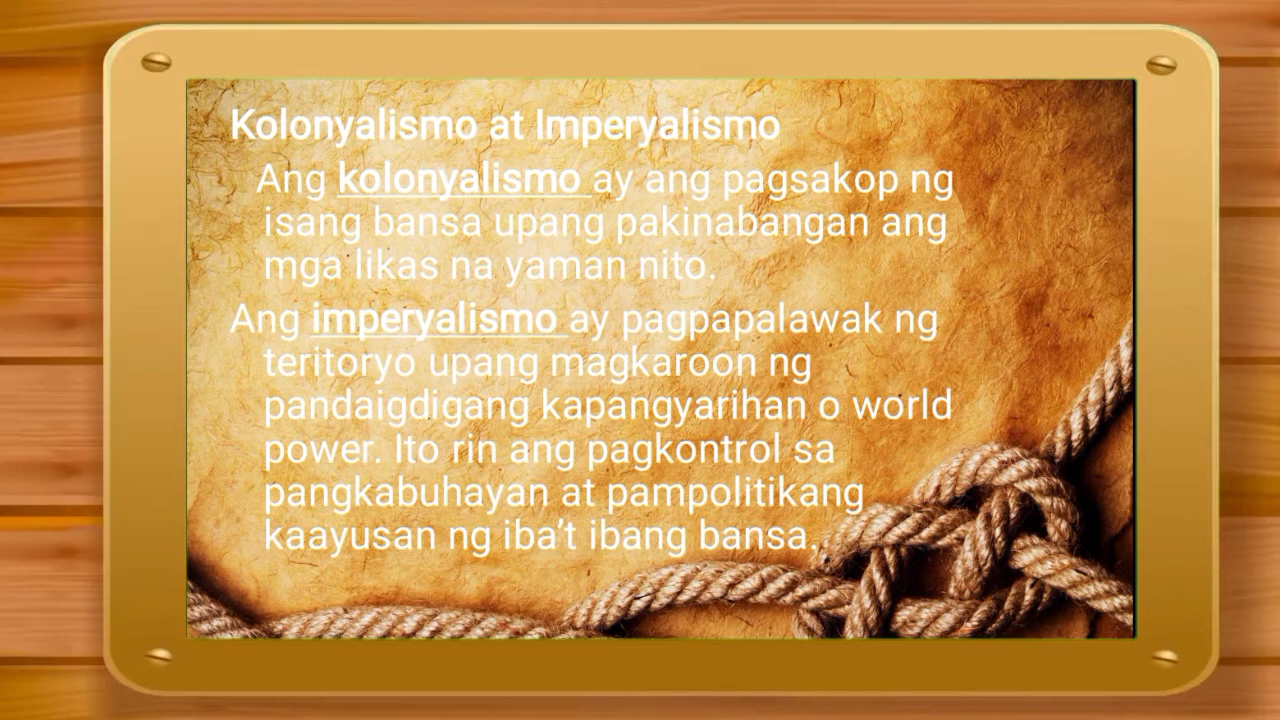 Kolonyalismo at Imperyalismo
Ang kolonyalismo ay ang pagsakop ng
isang bansa upang pakinabangan ang
mga likas na yaman nito.
Ang imperyalismo ay pagpapalawak ng
teritoryo upang magkaroon ng
pandaigdigang kapangyarihan o world
power. Ito rin ang pagkontrol sa
pangkabuhayan at pampolitikang
kaayusan ng iba’t ibang bansa.